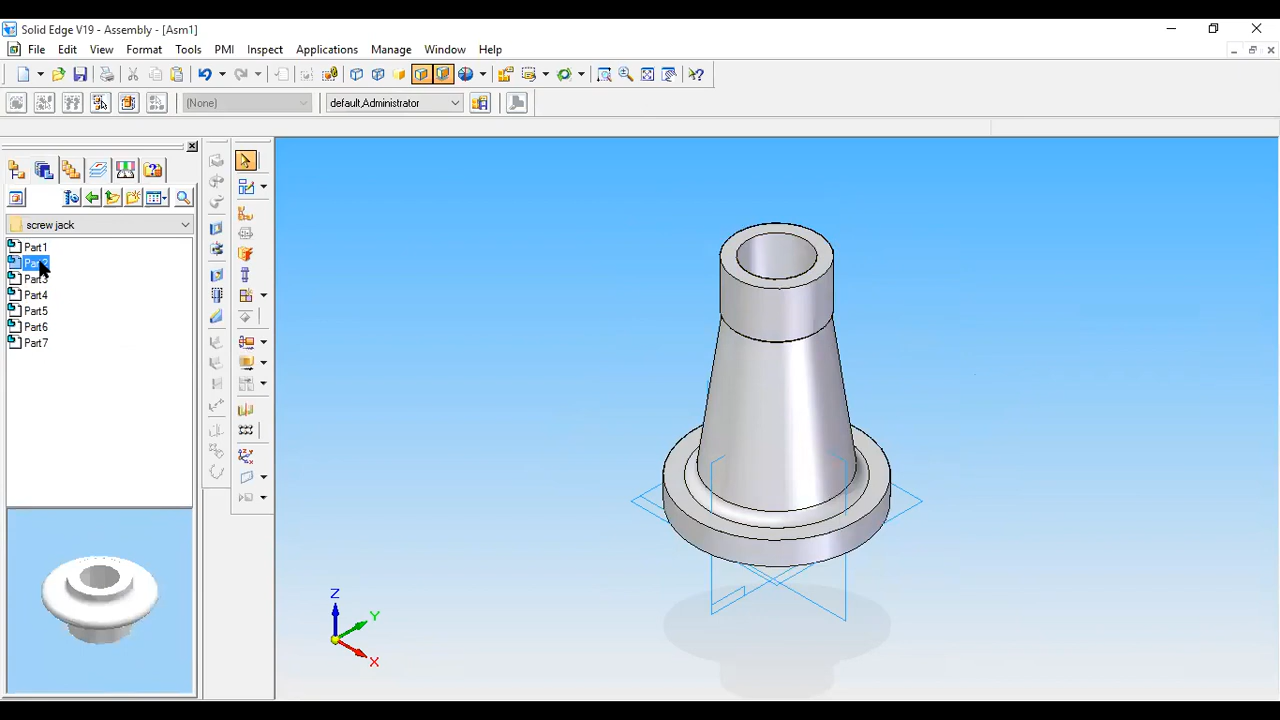 Solid Edge V19 - Assembly - [Asm1]
File Edit View Format Tools PMI Inspect Applications Manage Window Help
(None) default,Administrator
screw jack
Part1
Part2
Part3
Part4
Part5
Part6
Part7
Z
Y
X